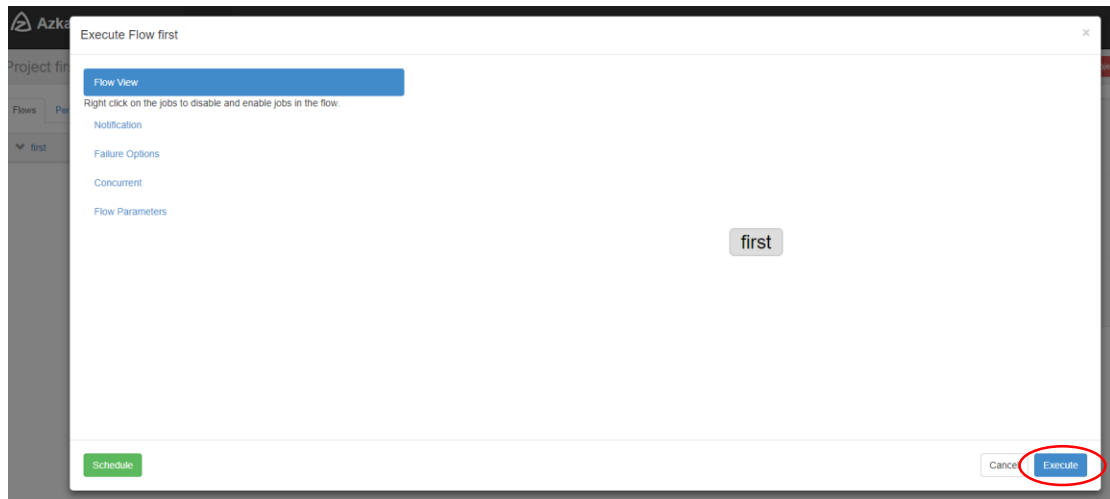 Azka
Execute Flow first
×
Project fir
Flow View
Right click on the jobs to disable and enable jobs in the flow.
Flows
Per
Notification
first
Failure Options
Concurrent
Flow Parameters
first
Schedule
Cancel
Execute